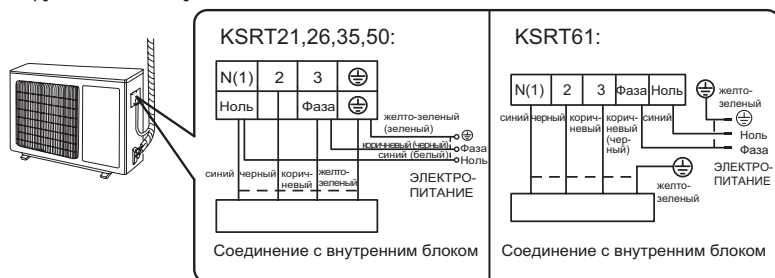 KSRT21,26,35,50:
N(1) 2 3
Ноль Фаза
желто-зеленый
(зеленый)
коричневый (черный)
синий (белый)
Фаза
Ноль
синий черный корич-
невый
желто-
зеленый
ЭЛЕКТРО-
ПИТАНИЕ
Соединение с внутренним блоком
KSRT61:
N(1) 2 3 Фаза Ноль
желто-
зеленый
синий черный корич-
невый
корич-
невый
(чер-
ный)
синий
Ноль
Фаза
ЭЛЕКТРО-
ПИТАНИЕ
желто-
зеленый
Соединение с внутренним блоком